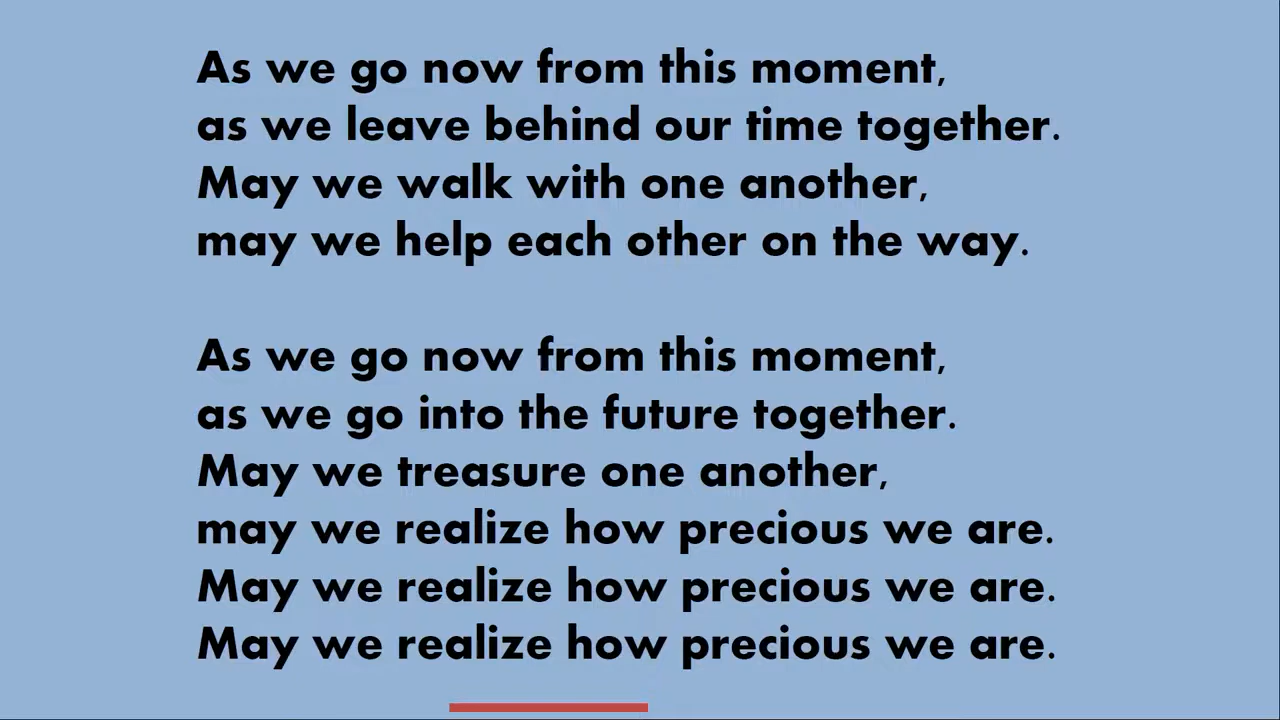 As we go now from this moment,
as we leave behind our time together.
May we walk with one another,
may we help each other on the way.
As we go now from this moment,
as we go into the future together.
May we treasure one another,
may we realize how precious we are.
May we realize how precious we are.
May we realize how precious we are.